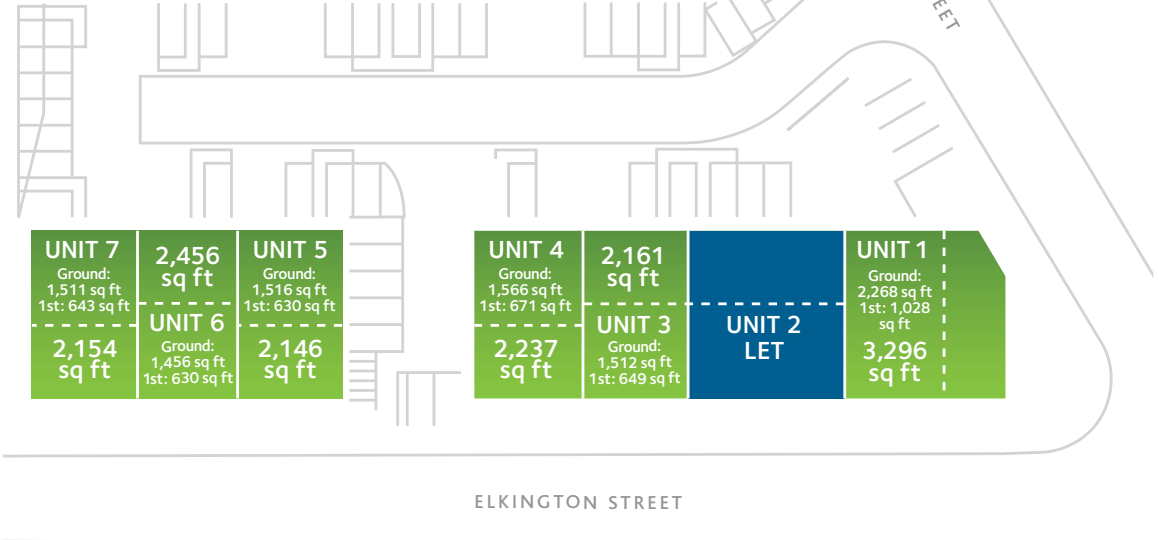 EET
UNIT 7
Ground:
1,511 sq ft
1st: 643 sq ft
2,154
sq ft
2,456
sq ft
UNIT 6
Ground:
1,456 sq ft
1st: 630 sq ft
UNIT 5
Ground:
1,516 sq ft
1st: 630 sq ft
2,146
sq ft
UNIT 4
Ground:
1,566 sq ft
1st: 671 sq ft
2,237
sq ft
2,161
sq ft
UNIT 3
Ground:
1,512 sq ft
1st: 649 sq ft
UNIT 2
LET
UNIT 1
Ground:
2,268 sq ft
1st: 1,028
sq ft
3,296
sq ft
ELKINGTON STREET